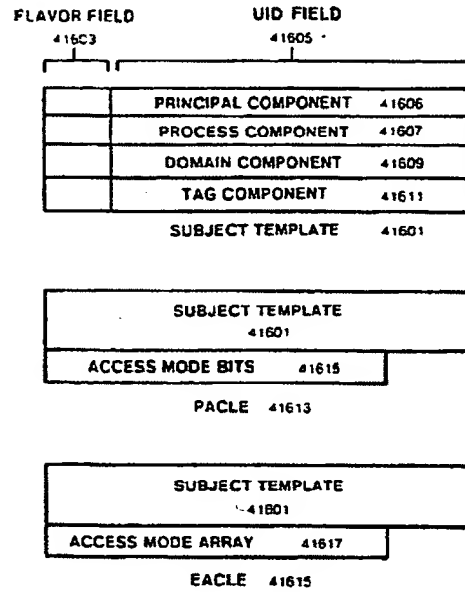 FLAVOR FIELD UID FIELD
41603 41605
PRINCIPAL COMPONENT 41606
PROCESS COMPONENT 41607
DOMAIN COMPONENT 41609
TAG COMPONENT 41611
SUBJECT TEMPLATE 41601
SUBJECT TEMPLATE
41601
ACCESS MODE BITS 41615
PACLE 41613
SUBJECT TEMPLATE
41601
ACCESS MODE ARRAY 41617
EACLE 41615